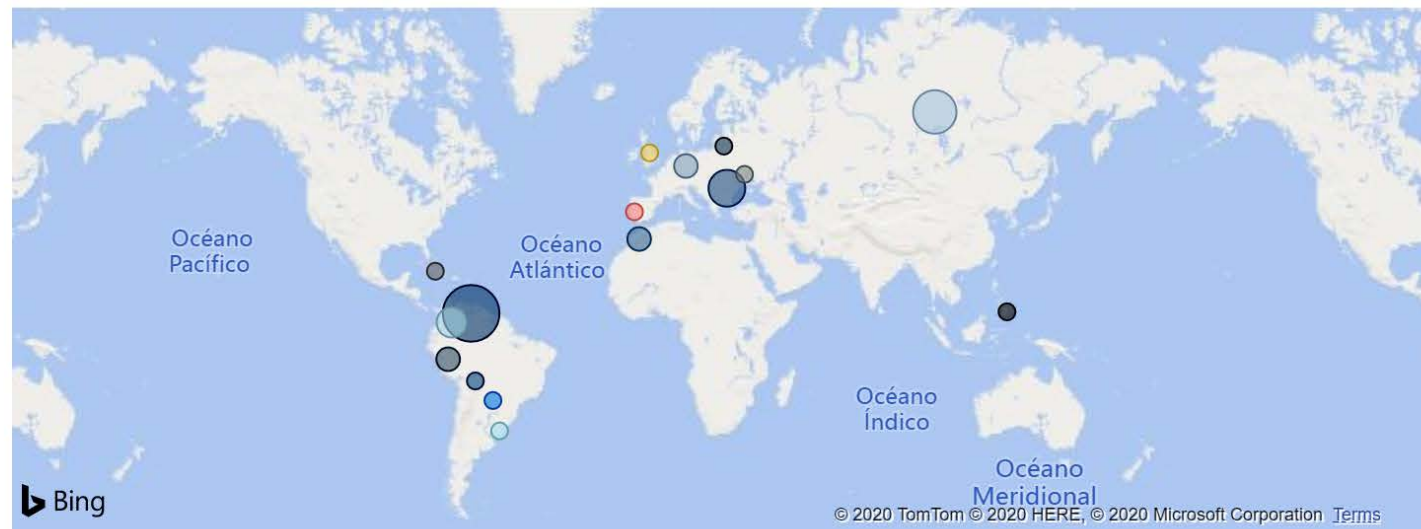 Océano
Pacífico
Océano
Atlántico
Océano
Índico
Océano
Meridional
Bing
© 2020 TomTom © 2020 HERE, © 2020 Microsoft Corporation Terms